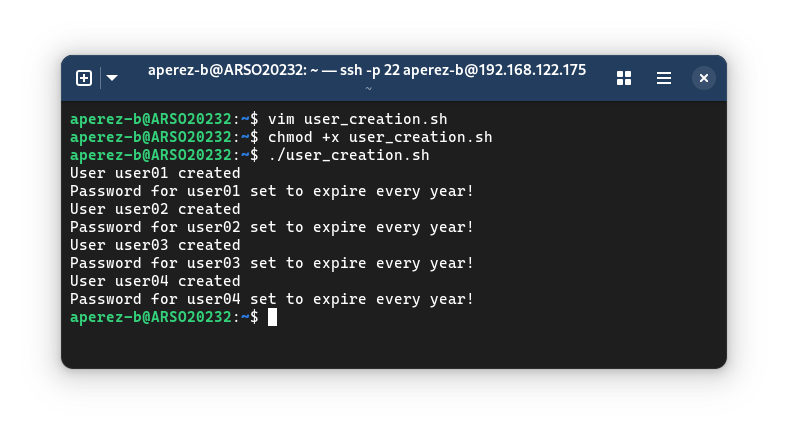 aperez-b@ARSO20232: ~ — ssh -p 22 aperez-b@192.168.122.175
~
aperez-b@ARSO20232:~$ vim user_creation.sh
aperez-b@ARSO20232:~$ chmod +x user_creation.sh
aperez-b@ARSO20232:~$ ./user_creation.sh
User user01 created
Password for user01 set to expire every year!
User user02 created
Password for user02 set to expire every year!
User user03 created
Password for user03 set to expire every year!
User user04 created
Password for user04 set to expire every year!
aperez-b@ARSO20232:~$